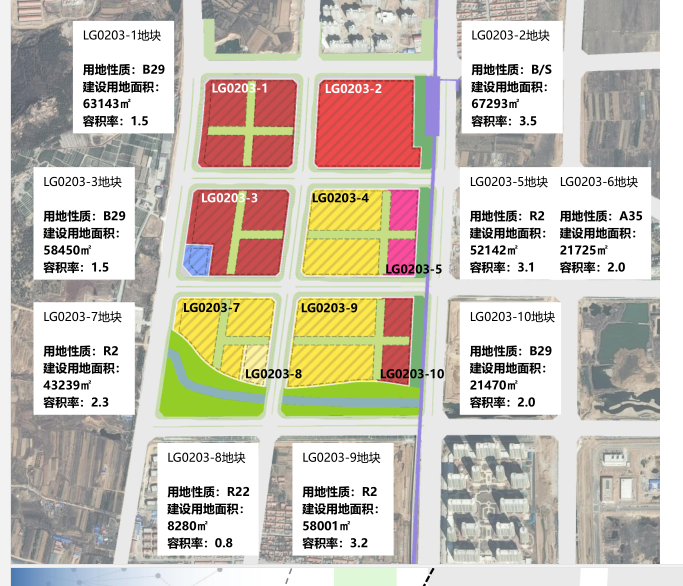 LG0203-1地块
用地性质：B29
建设用地面积：
63143㎡
容积率：1.5
LG0203-2地块
用地性质：B/S
建设用地面积：
67293㎡
容积率：3.5
LG0203-1
LG0203-2
LG0203-3地块
用地性质：B29
建设用地面积：
58450㎡
容积率：1.5
LG0203-3
LG0203-4
LG0203-5
LG0203-5地块
用地性质：R2
建设用地面积：
52142㎡
容积率：3.1
LG0203-6地块
用地性质：A35
建设用地面积：
21725㎡
容积率：2.0
LG0203-7地块
用地性质：R2
建设用地面积：
43239㎡
容积率：2.3
LG0203-7
LG0203-9
LG0203-8
LG0203-10
LG0203-10地块
用地性质：B29
建设用地面积：
21470㎡
容积率：2.0
LG0203-8地块
用地性质：R22
建设用地面积：
8280㎡
容积率：0.8
LG0203-9地块
用地性质：R2
建设用地面积：
58001㎡
容积率：3.2